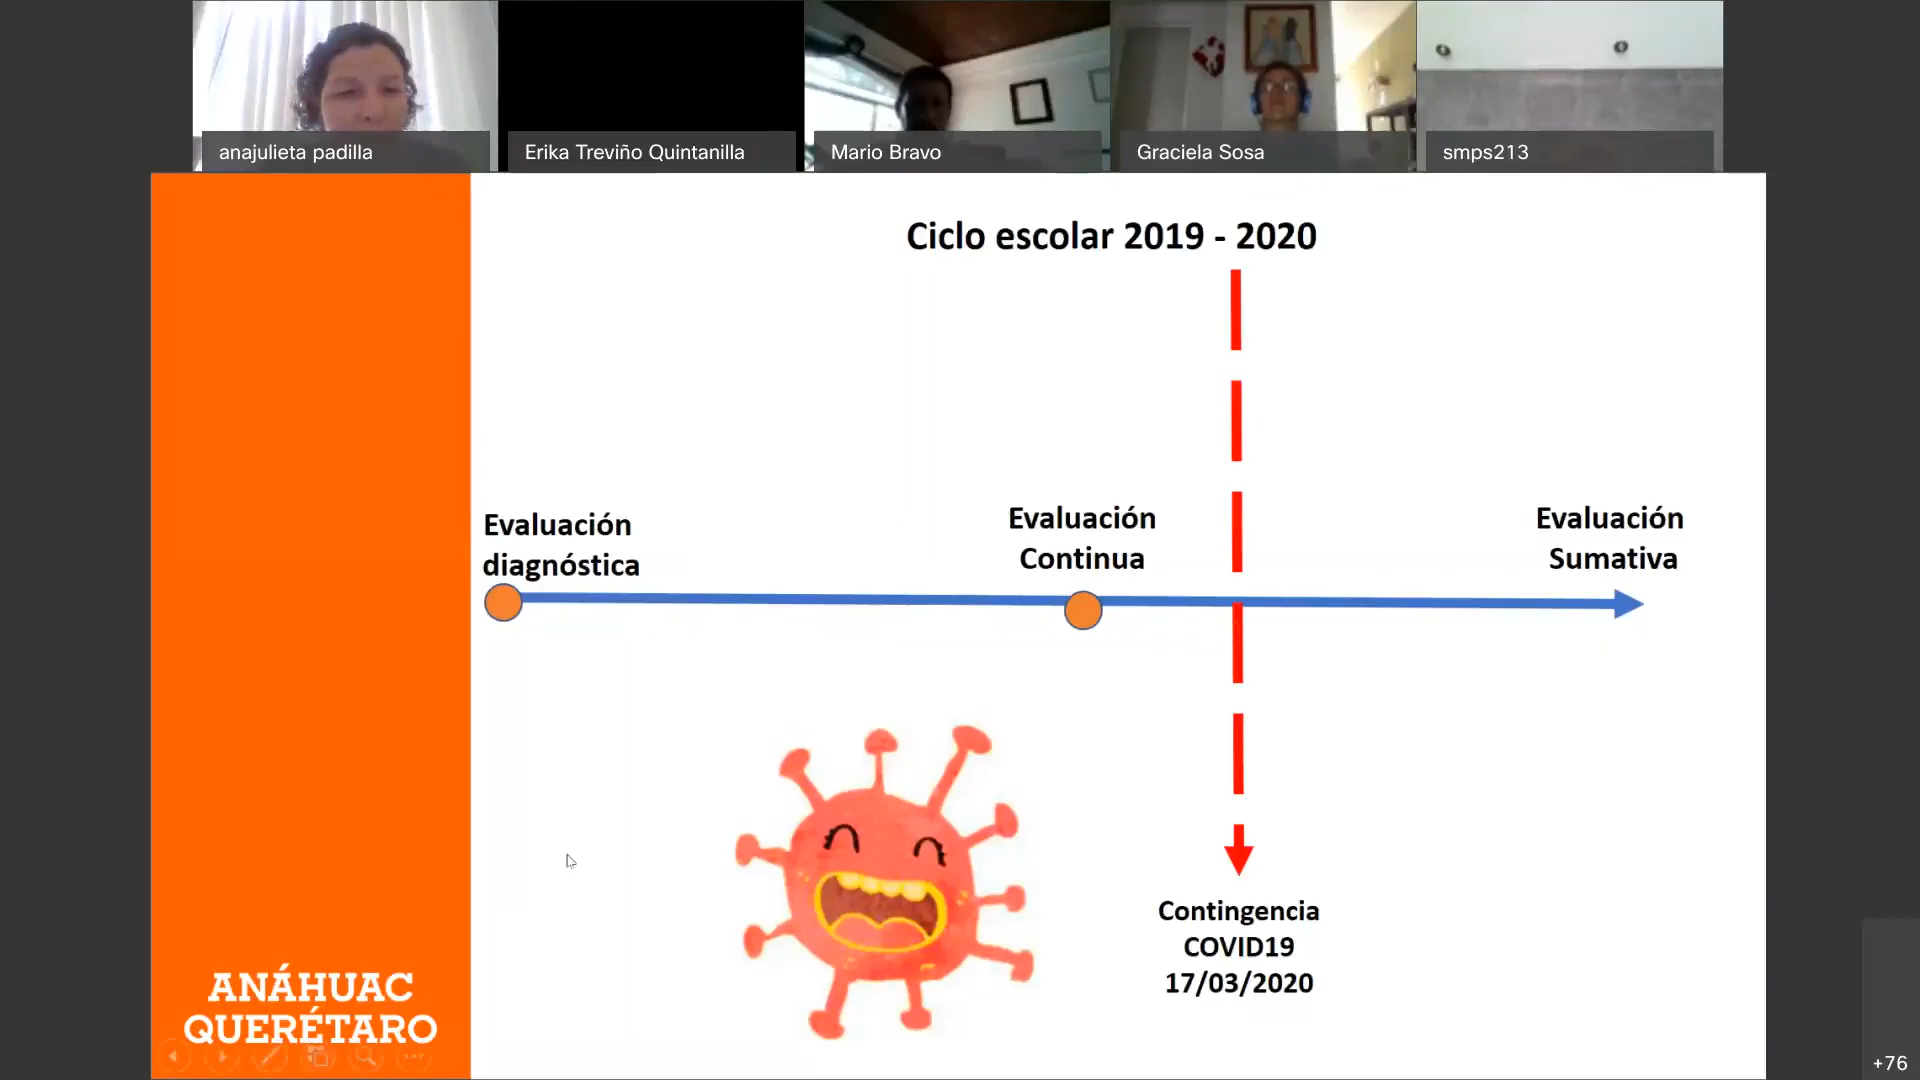 anajulieta padilla
Erika Treviño Quintanilla
Mario Bravo
Graciela Sosa
smps213
Ciclo escolar 2019 - 2020
Evaluación
diagnóstica
Evaluación
Continua
Evaluación
Sumativa
Contingencia
COVID19
17/03/2020
ANÁHUAC
QUERÉTARO
+76